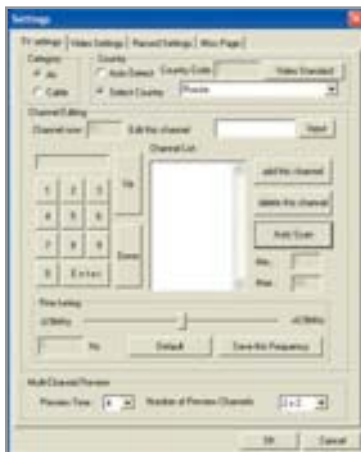 Settings
TV settings Video Settings Record Settings Misc Page
Category
Air
Cable
Country
Auto Detect Country Code Video Standard
Select Country Russia
Channel Editing
Channel now Edit this channel Input
Channel List
Up
Down
1 2 3
4 5 6
7 8 9
0 Enter
add this channel
delete this channel
Auto Scan
Min
Max
Fine tuning
Hz Default Save this Frequency
Multi Channel Preview
Preview Time 4 Number of Preview Channels 2 x 2
OK Cancel